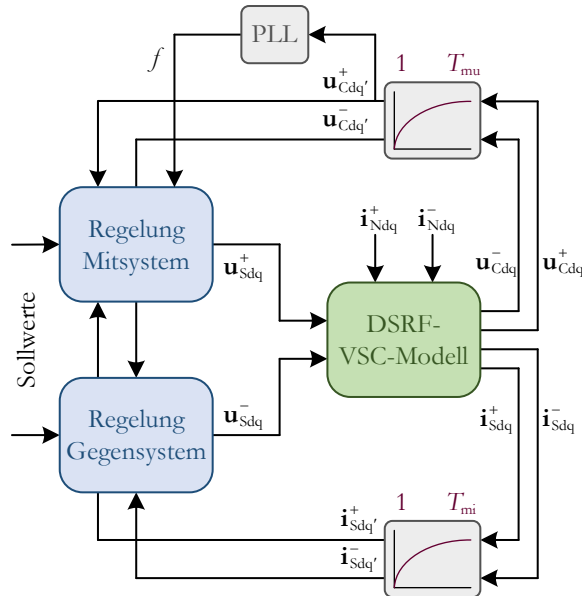 PLL
f
1 T_mu
u⁺_Cdq′
u⁻_Cdq′
Regelung
Mitsystem
u⁺_Sdq
i⁺_Ndq
i⁻_Ndq
u⁻_Cdq
u⁺_Cdq
DSRF-
VSC-Modell
Sollwerte
Regelung
Gegensystem
u⁻_Sdq
i⁺_Sdq
i⁻_Sdq
1 T_mi
i⁺_Sdq′
i⁻_Sdq′